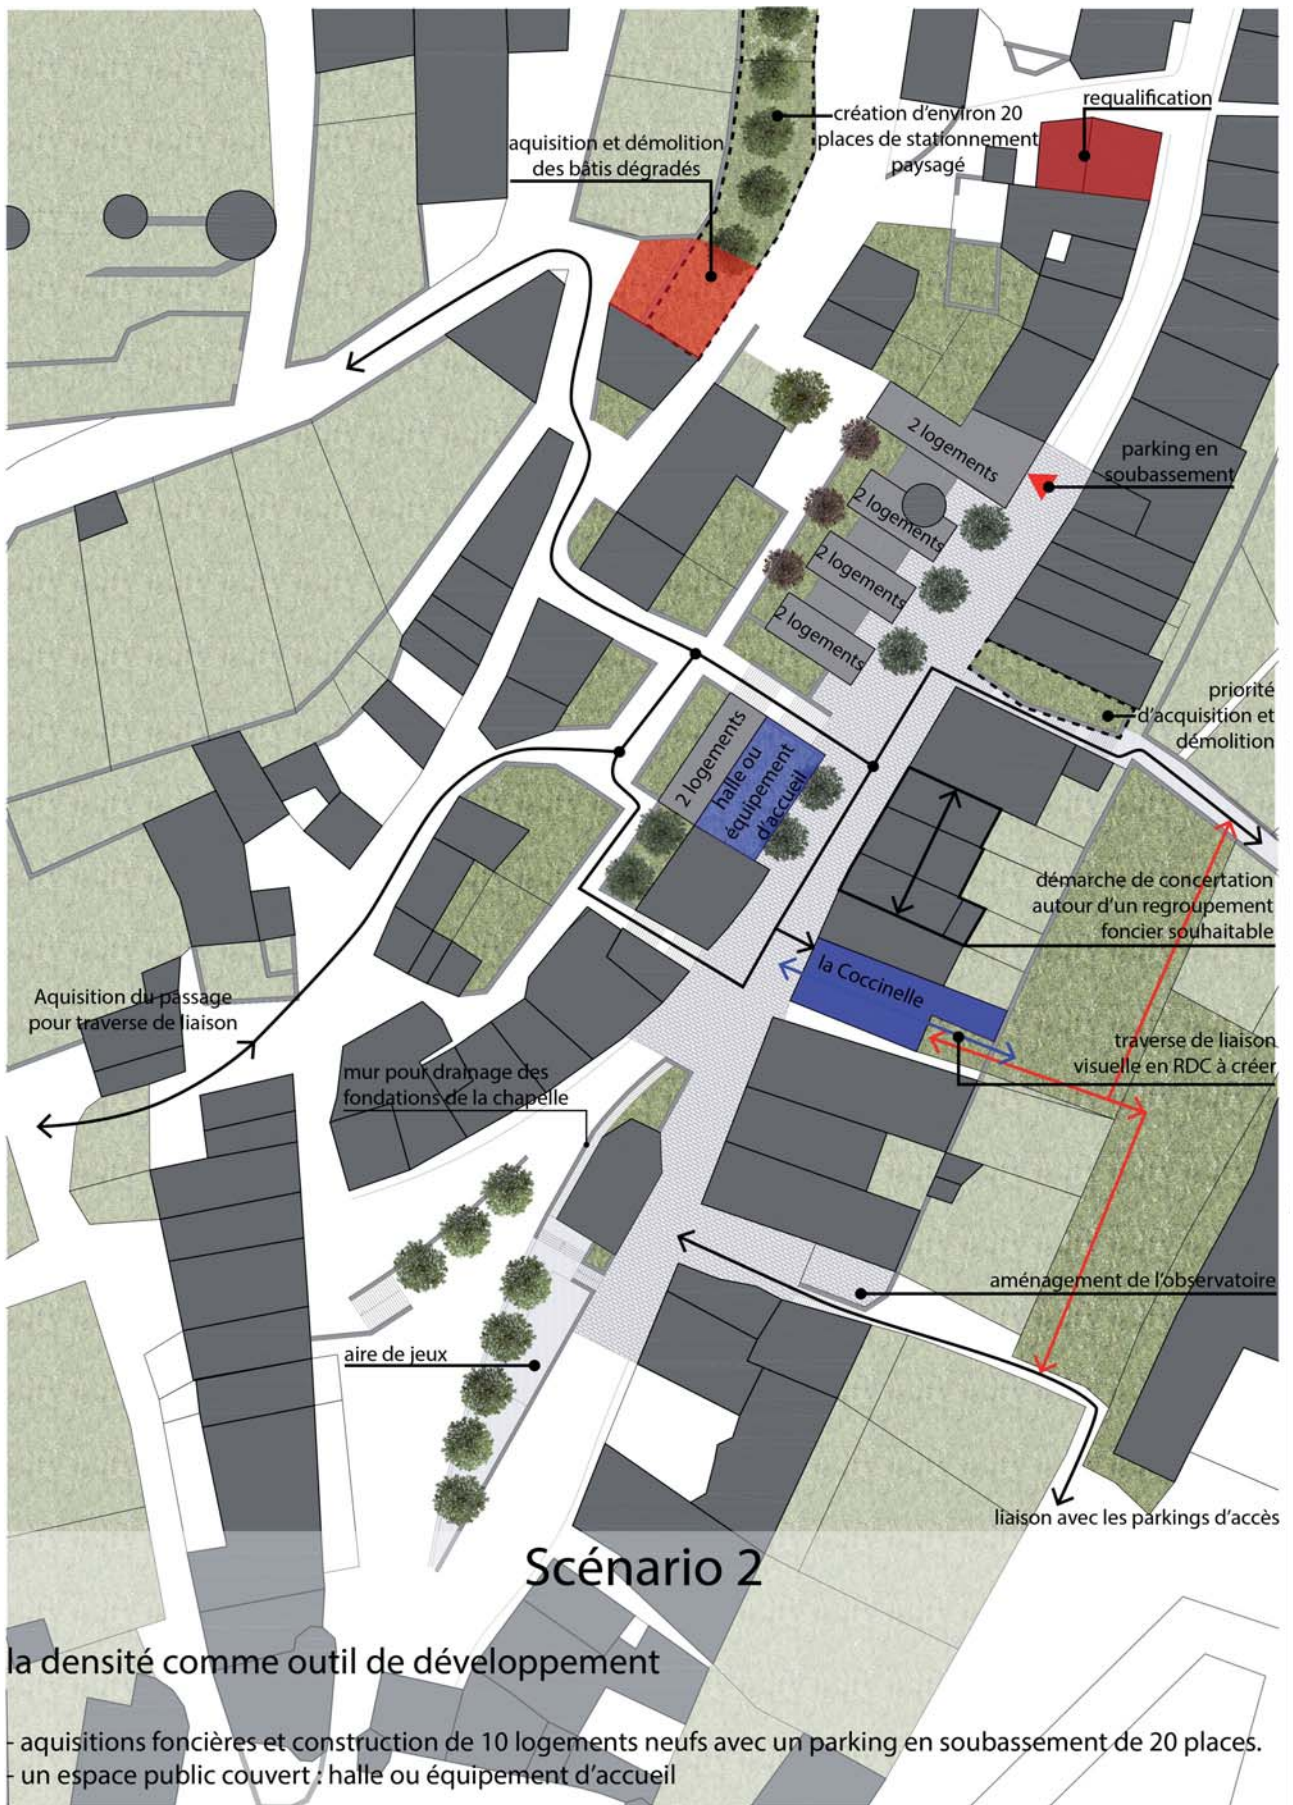 requalification
création d'environ 20
places de stationnement
paysagé
aquisition et démolition
des bâtis dégradés
2 logements
parking en
soubassement
2 logements
2 logements
2 logements
priorité
d'acquisition et
démolition
2 logements
halle ou
équipement
d'accueil
démarche de concertation
autour d'un regroupement
foncier souhaitable
la Coccinelle
Aquisition du passage
pour traverse de liaison
traverse de liaison
visuelle en RDC à créer
mur pour drainage des
fondations de la chapelle
aménagement de l'observatoire
aire de jeux
liaison avec les parkings d'accès
Scénario 2
la densité comme outil de développement
- aquisitions foncières et construction de 10 logements neufs avec un parking en soubassement de 20 places.
- un espace public couvert : halle ou équipement d'accueil